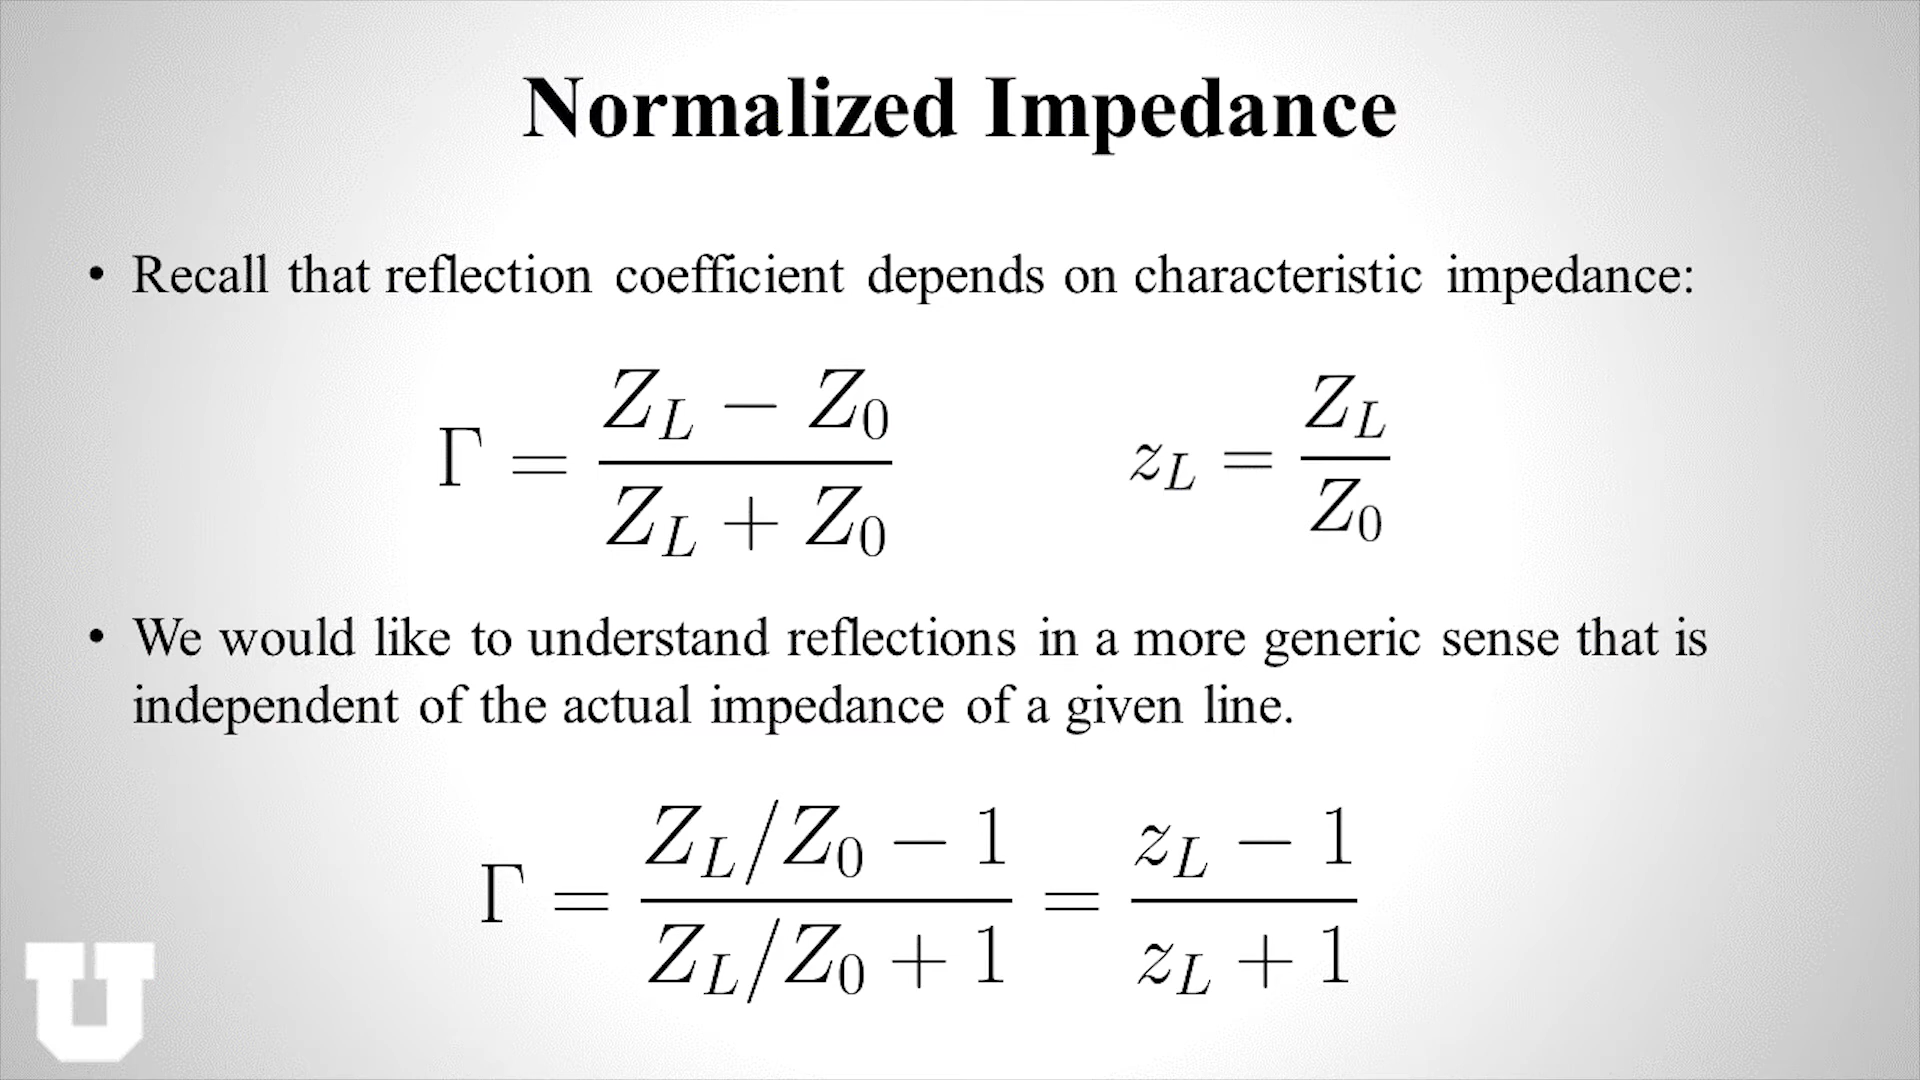 Normalized Impedance
• Recall that reflection coefficient depends on characteristic impedance:
Γ = (Z_L − Z_0) / (Z_L + Z_0)    z_L = Z_L / Z_0
• We would like to understand reflections in a more generic sense that is
independent of the actual impedance of a given line.
Γ = (Z_L/Z_0 − 1) / (Z_L/Z_0 + 1) = (z_L − 1) / (z_L + 1)
U